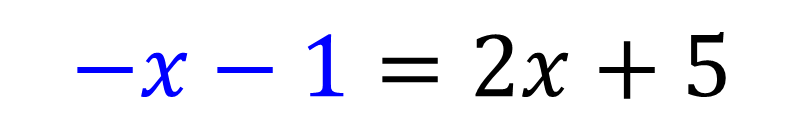 −x − 1 = 2x + 5